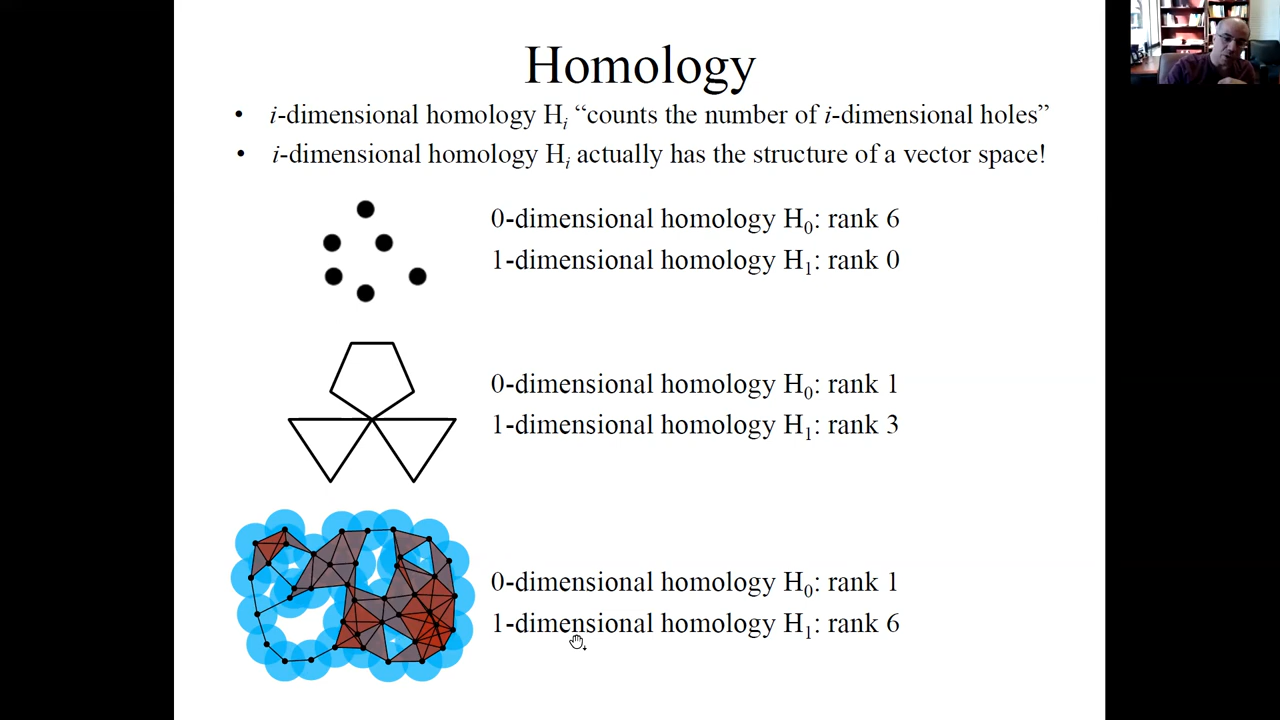 Homology
• i-dimensional homology Hᵢ “counts the number of i-dimensional holes”
• i-dimensional homology Hᵢ actually has the structure of a vector space!
0-dimensional homology H₀: rank 6
1-dimensional homology H₁: rank 0
0-dimensional homology H₀: rank 1
1-dimensional homology H₁: rank 3
0-dimensional homology H₀: rank 1
1-dimensional homology H₁: rank 6